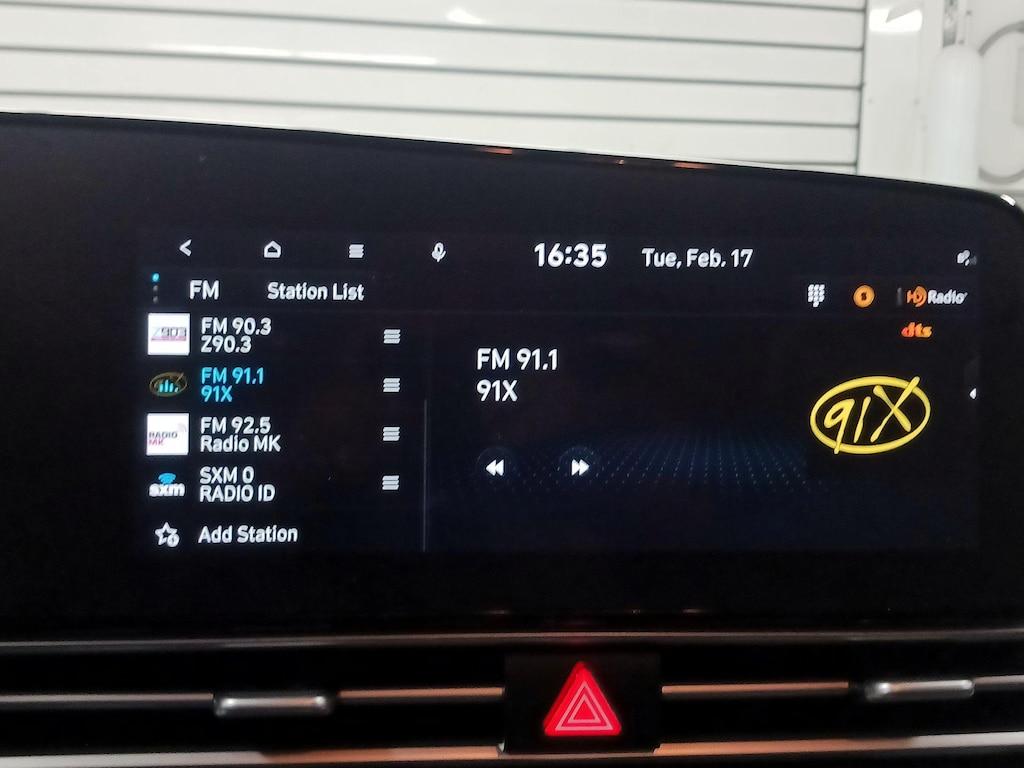 16:35 Tue, Feb. 17
FM Station List
HD Radio
dts
Z90.3
FM 90.3
Z90.3
FM 91.1
91X
RADIO MK
FM 92.5
Radio MK
sxm
SXM 0
RADIO ID
Add Station
FM 91.1
91X
91X